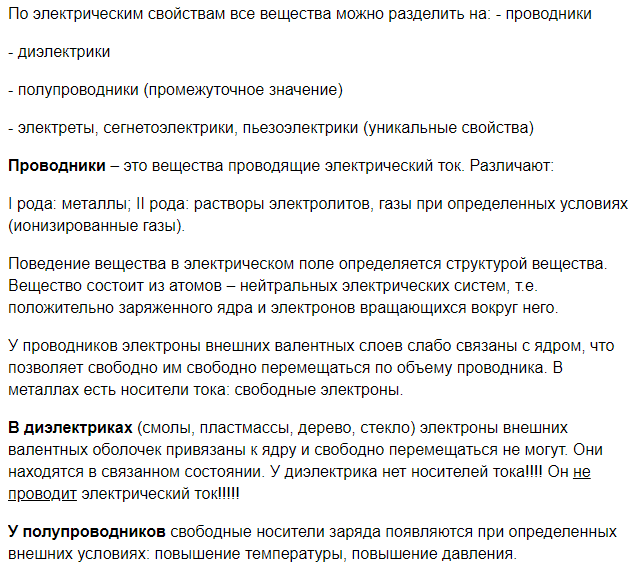 По электрическим свойствам все вещества можно разделить на: - проводники
- диэлектрики
- полупроводники (промежуточное значение)
- электреты, сегнетоэлектрики, пьезоэлектрики (уникальные свойства)
Проводники – это вещества проводящие электрический ток. Различают:
I рода: металлы; II рода: растворы электролитов, газы при определенных условиях
(ионизированные газы).
Поведение вещества в электрическом поле определяется структурой вещества.
Вещество состоит из атомов – нейтральных электрических систем, т.е.
положительно заряженного ядра и электронов вращающихся вокруг него.
У проводников электроны внешних валентных слоев слабо связаны с ядром, что
позволяет свободно им свободно перемещаться по объему проводника. В
металлах есть носители тока: свободные электроны.
В диэлектриках (смолы, пластмассы, дерево, стекло) электроны внешних
валентных оболочек привязаны к ядру и свободно перемещаться не могут. Они
находятся в связанном состоянии. У диэлектрика нет носителей тока!!!! Он не
проводит электрический ток!!!!!
У полупроводников свободные носители заряда появляются при определенных
внешних условиях: повышение температуры, повышение давления.